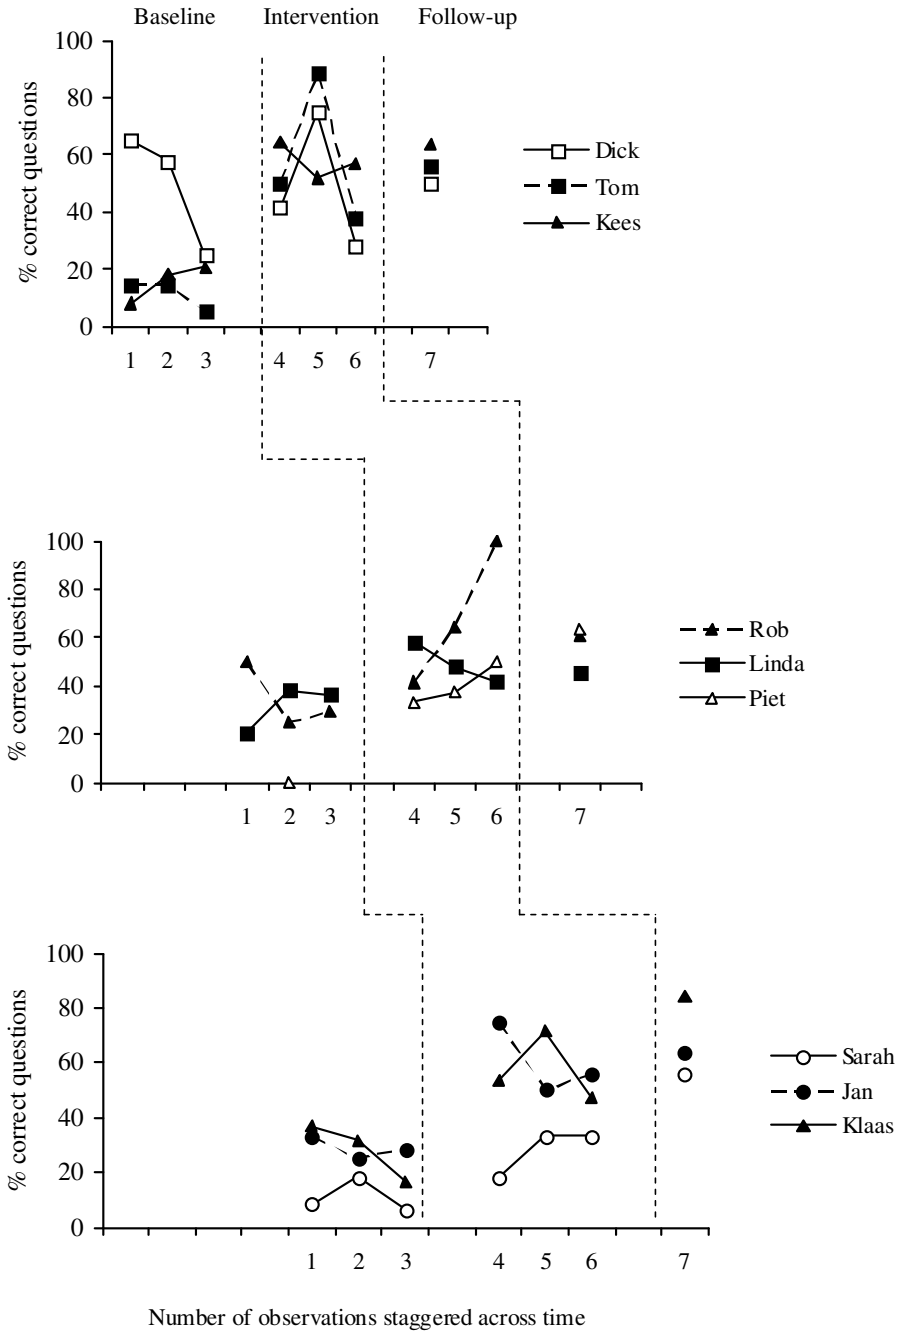 Baseline Intervention Follow-up
% correct questions
100
80
60
40
20
0
1 2 3 4 5 6 7
Dick
Tom
Kees
% correct questions
100
80
60
40
20
0
1 2 3 4 5 6 7
Rob
Linda
Piet
% correct questions
100
80
60
40
20
0
1 2 3 4 5 6 7
Sarah
Jan
Klaas
Number of observations staggered across time